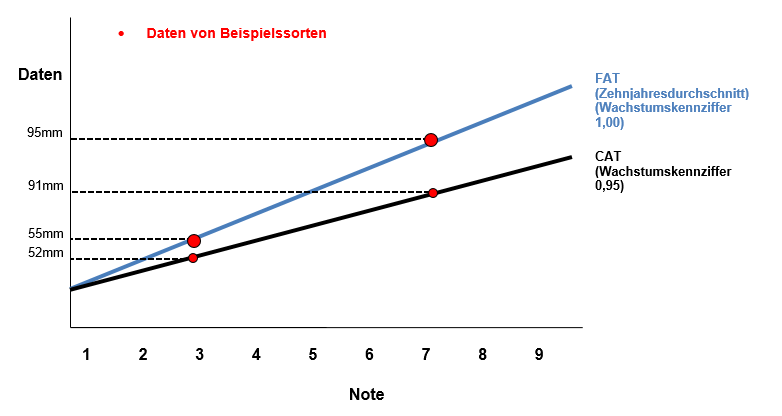 • Daten von Beispielssorten
Daten
FAT
(Zehnjahresdurchschnitt)
(Wachstumskennziffer
1,00)
95mm
CAT
(Wachstumskennziffer
0,95)
91mm
55mm
52mm
1 2 3 4 5 6 7 8 9
Note